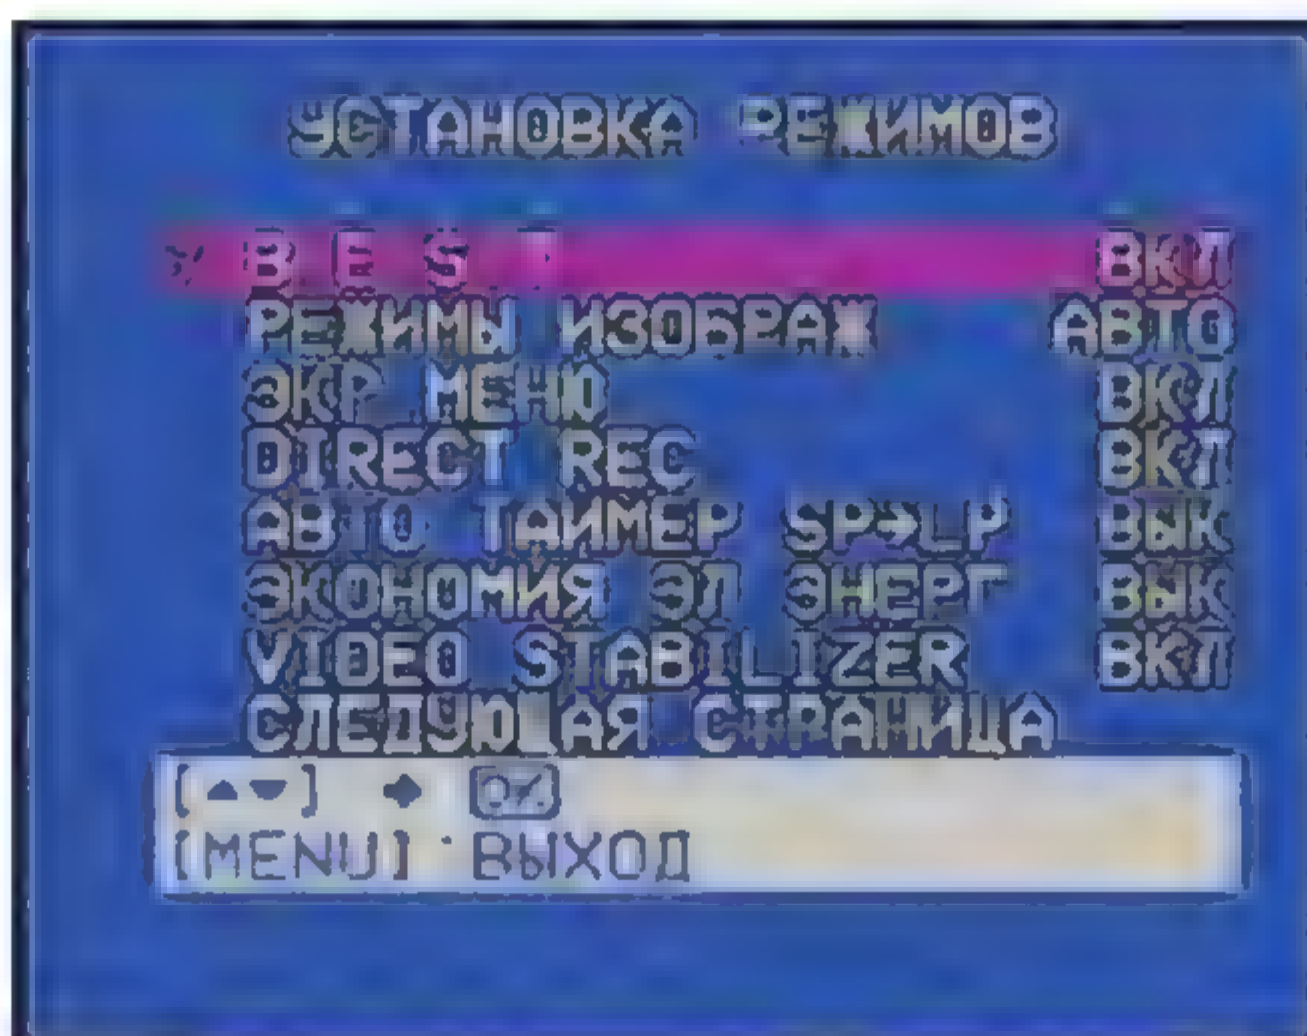 УСТАНОВКА РЕЖИМОВ
B.E.S.T. ВКЛ
РЕЖИМЫ ИЗОБРАЖ АВТО
ЭКР.МЕНЮ ВКЛ
DIRECT REC ВКЛ
АВТО ТАЙМЕР SP→LP ВЫК
ЭКОНОМИЯ ЭЛ ЭНЕРГ ВЫК
VIDEO STABILIZER ВКЛ
СЛЕДУЮЩАЯ СТРАНИЦА
[▲▼] → OK
[MENU] : ВЫХОД